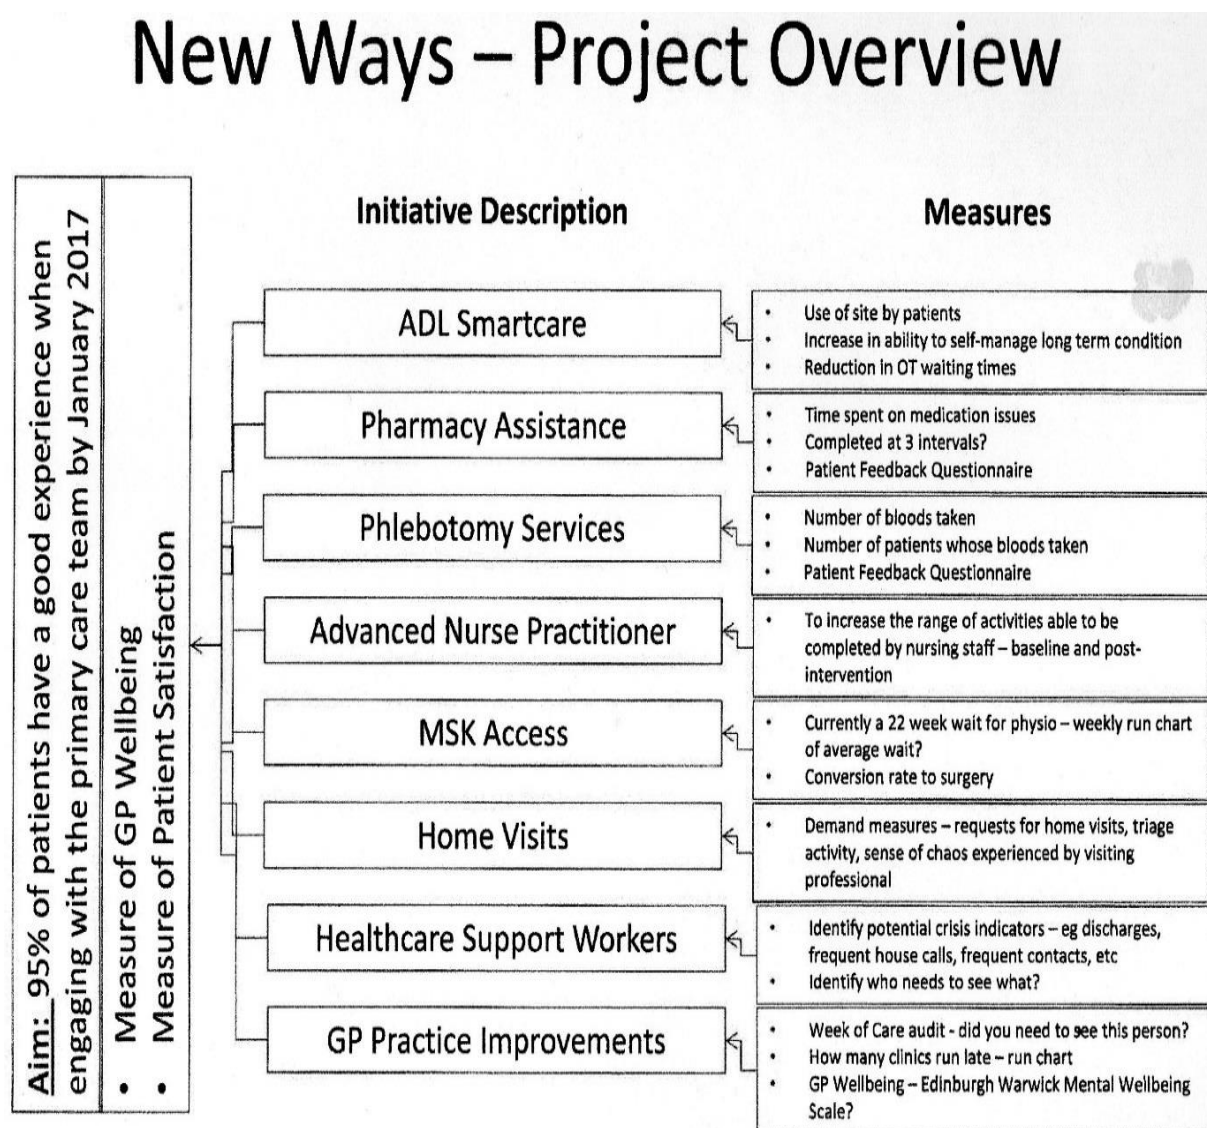 New Ways – Project Overview
Aim: 95% of patients have a good experience when
engaging with the primary care team by January 2017
• Measure of GP Wellbeing
• Measure of Patient Satisfaction
Initiative Description
Measures
ADL Smartcare
• Use of site by patients
• Increase in ability to self-manage long term condition
• Reduction in OT waiting times
Pharmacy Assistance
• Time spent on medication issues
• Completed at 3 intervals?
• Patient Feedback Questionnaire
Phlebotomy Services
• Number of bloods taken
• Number of patients whose bloods taken
• Patient Feedback Questionnaire
Advanced Nurse Practitioner
• To increase the range of activities able to be
completed by nursing staff – baseline and post-
intervention
MSK Access
• Currently a 22 week wait for physio – weekly run chart
of average wait?
• Conversion rate to surgery
Home Visits
• Demand measures – requests for home visits, triage
activity, sense of chaos experienced by visiting
professional
Healthcare Support Workers
• Identify potential crisis indicators – eg discharges,
frequent house calls, frequent contacts, etc
• Identify who needs to see what?
GP Practice Improvements
• Week of Care audit - did you need to see this person?
• How many clinics run late – run chart
• GP Wellbeing – Edinburgh Warwick Mental Wellbeing
Scale?